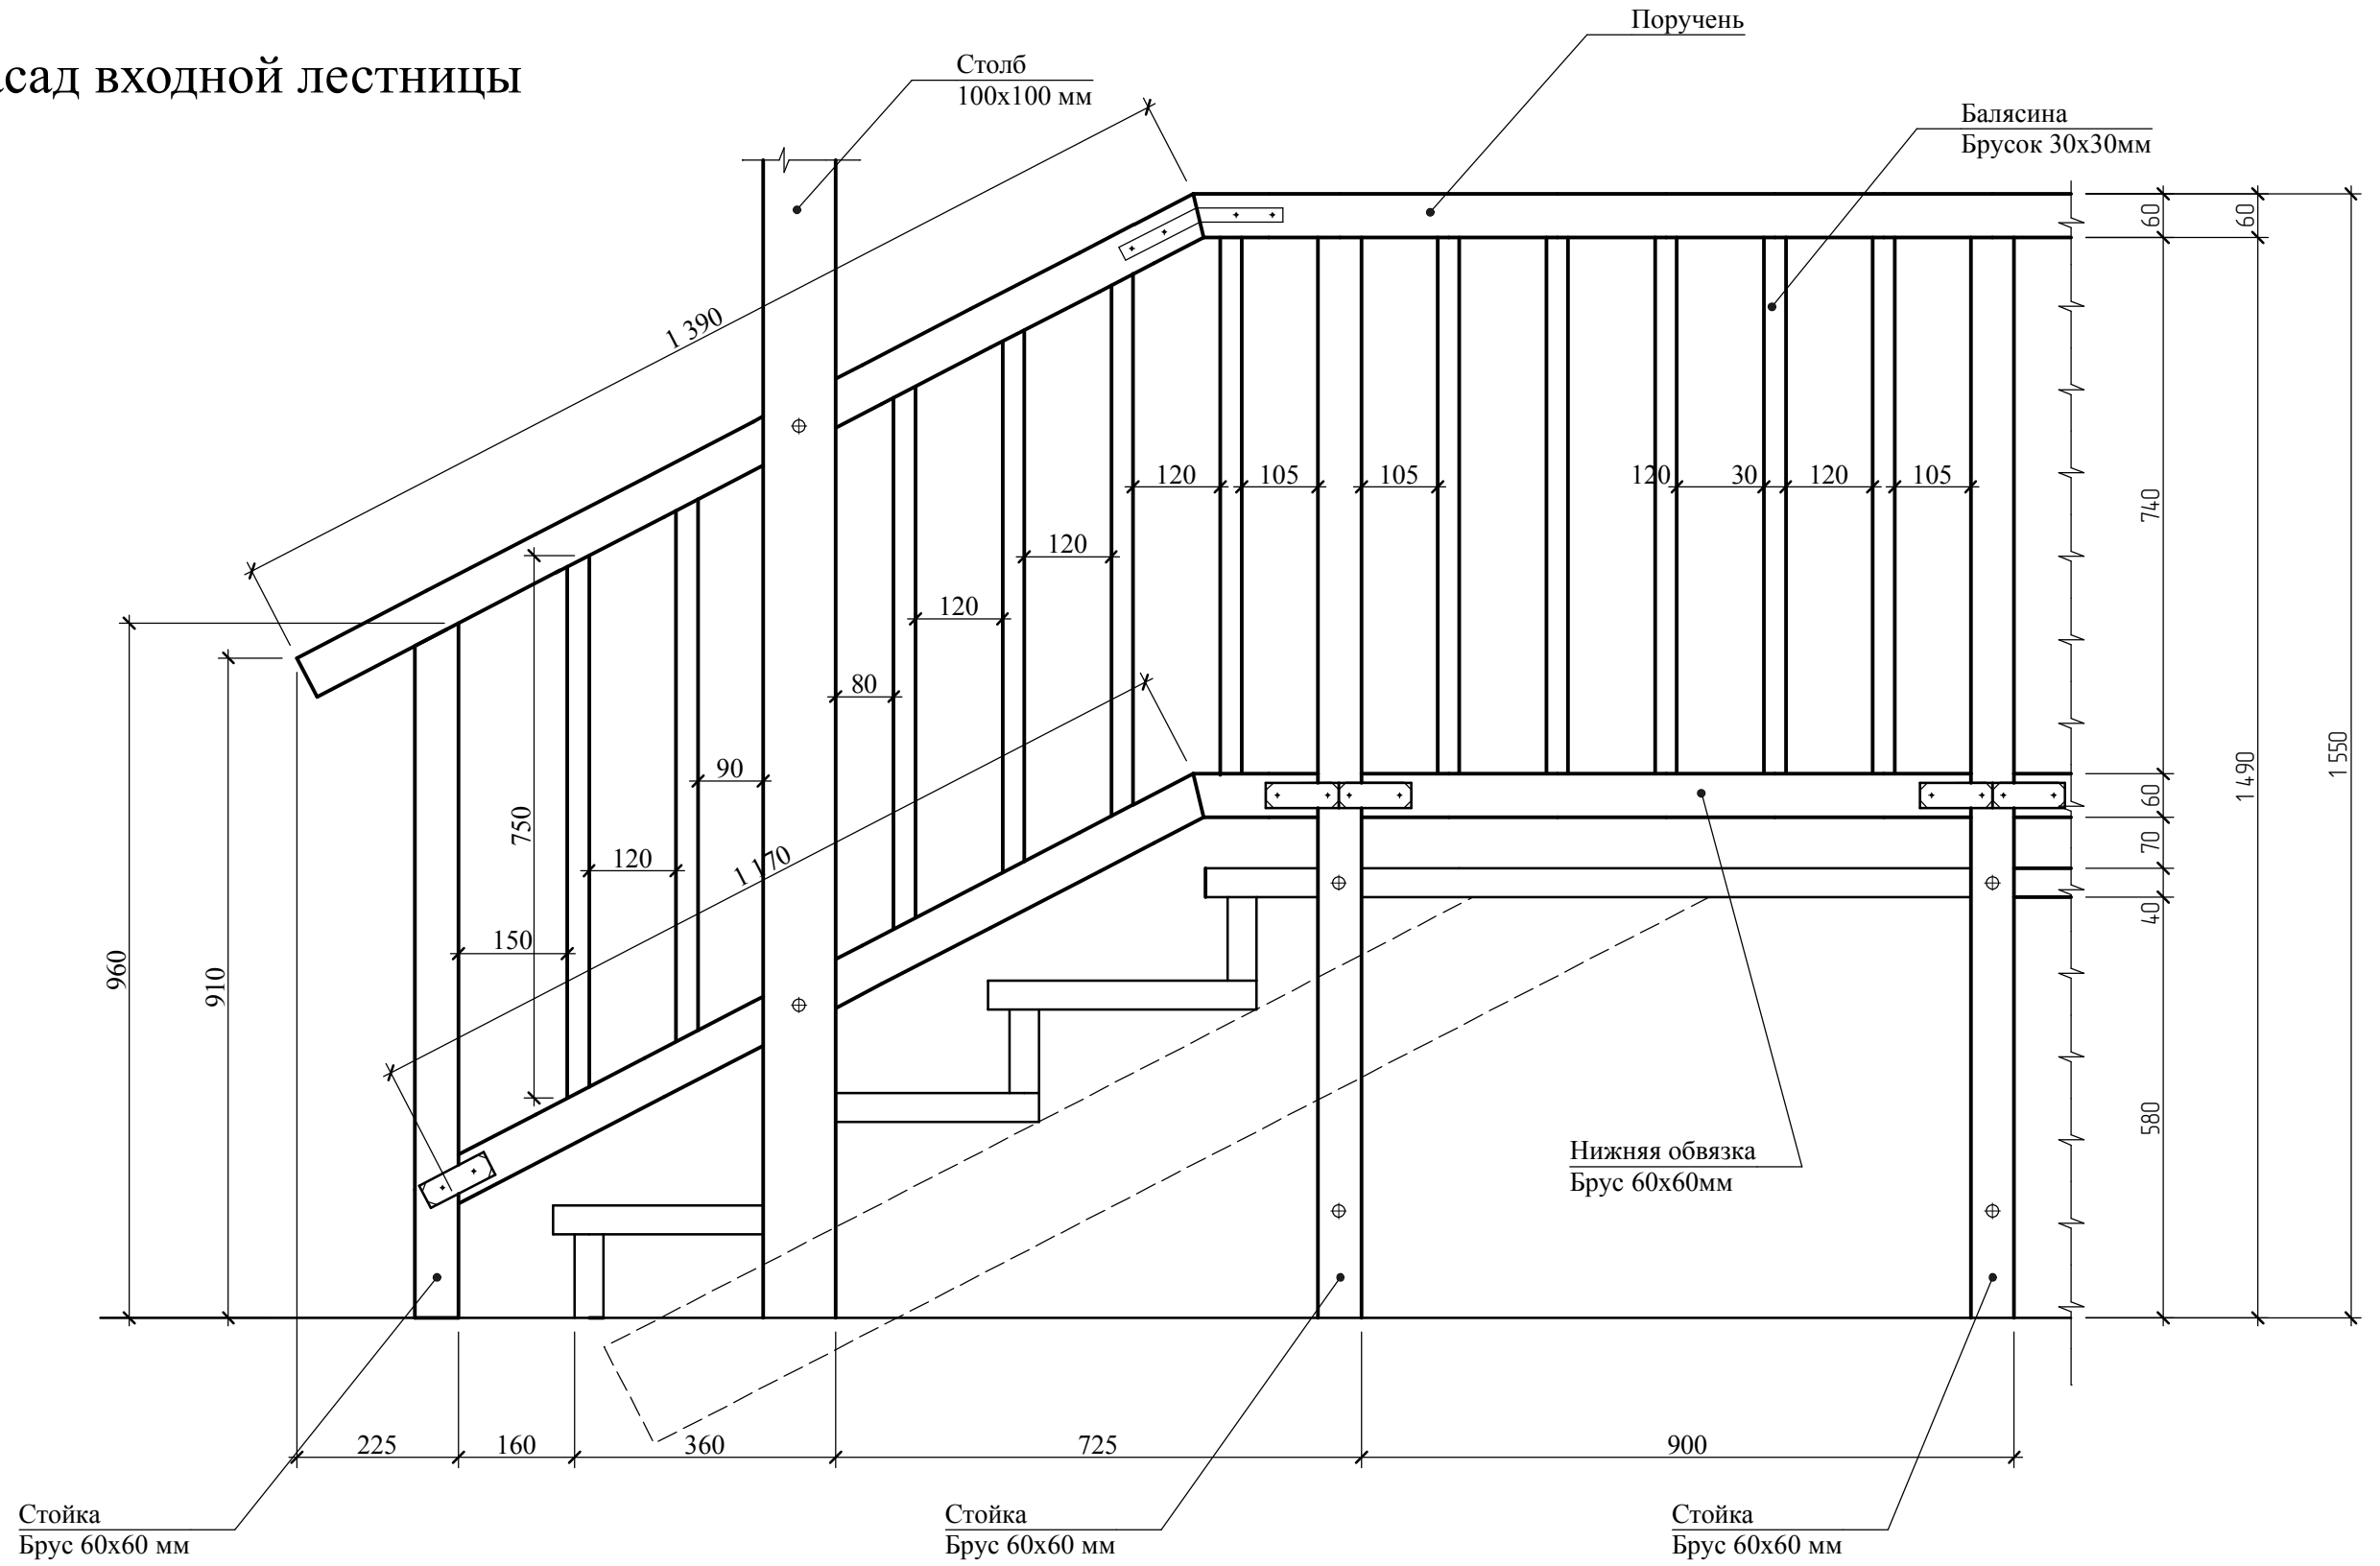 сад входной лестницы
Поручень
Столб
100х100 мм
Балясина
Брусок 30х30мм
60
60
1 390
120
105
105
120
30
120
105
740
120
120
80
90
750
120
1 170
150
960
910
60
70
40
1 490
1 550
580
Нижняя обвязка
Брус 60х60мм
225
160
360
725
900
Стойка
Брус 60х60 мм
Стойка
Брус 60х60 мм
Стойка
Брус 60х60 мм